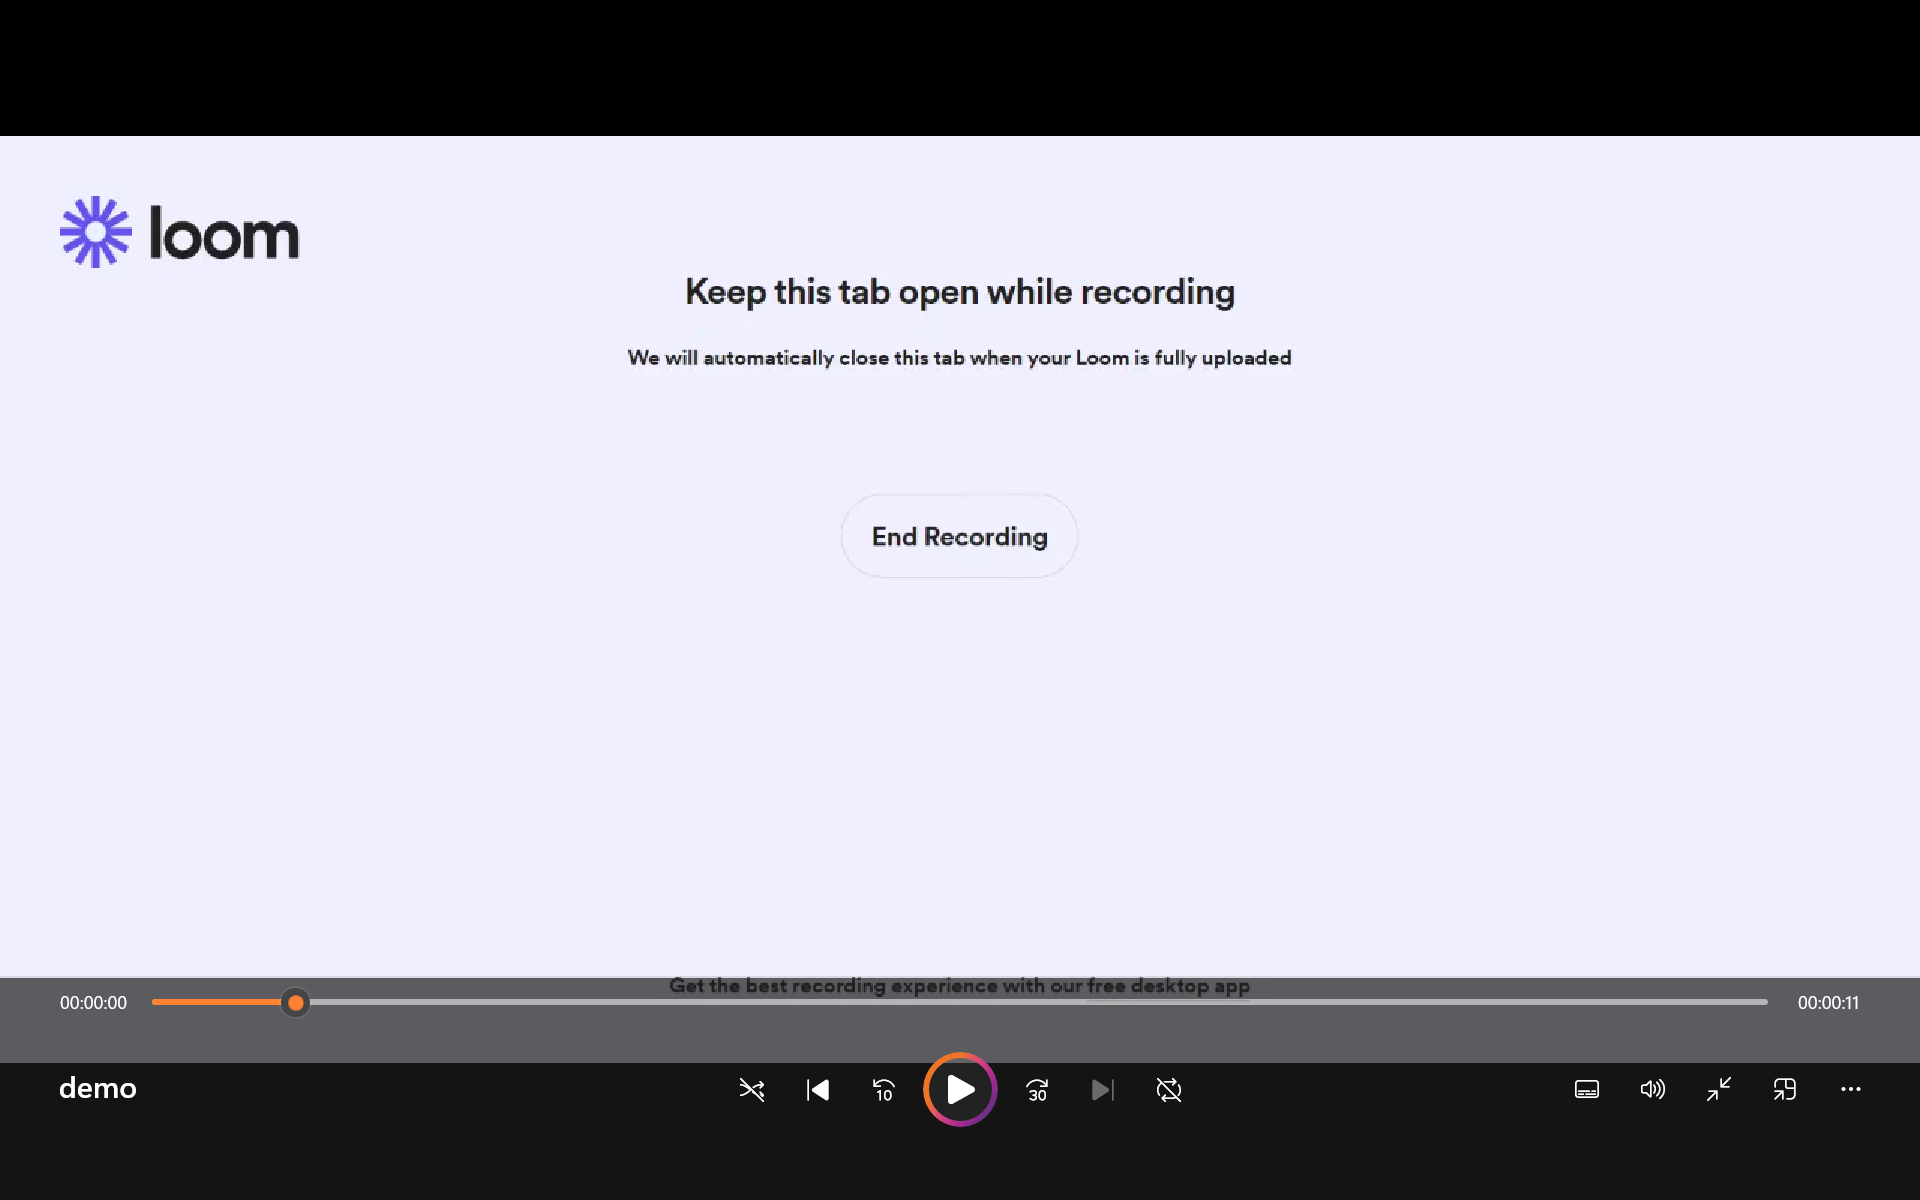 loom
Keep this tab open while recording
We will automatically close this tab when your Loom is fully uploaded
End Recording
Get the best recording experience with our free desktop app
00:00:00
00:00:11
demo
10
30